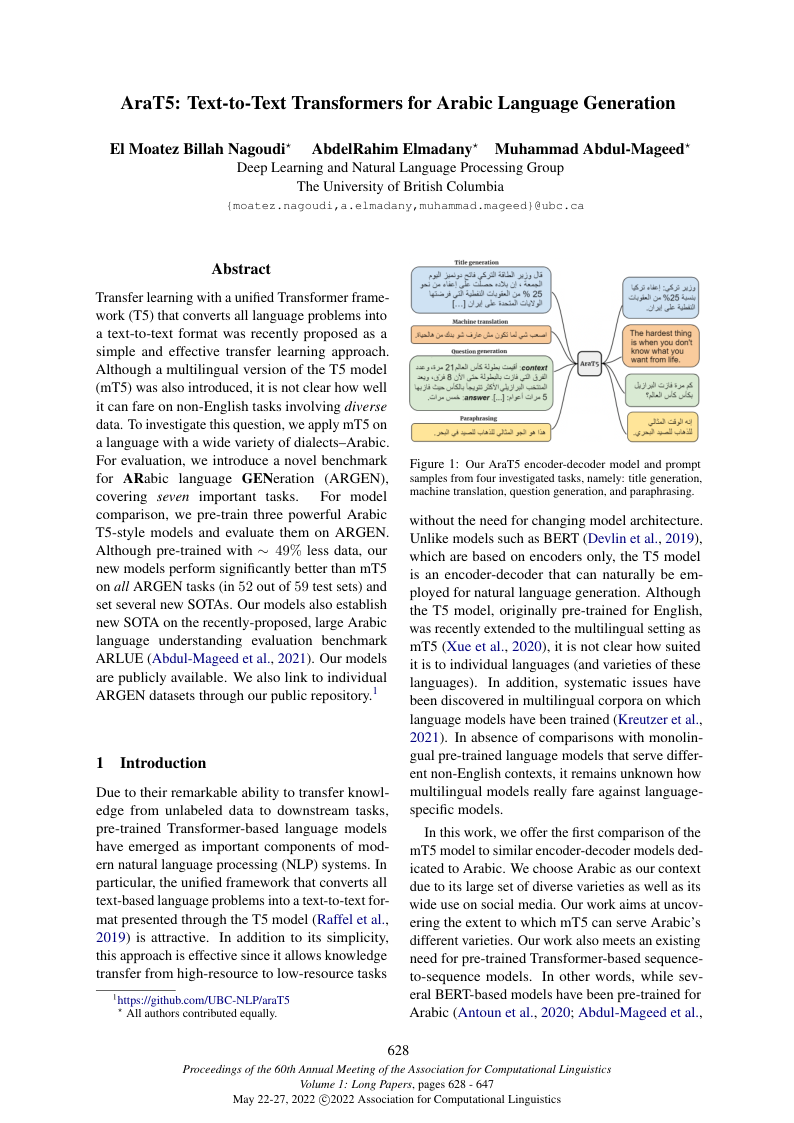 AraT5: Text-to-Text Transformers for Arabic Language Generation
El Moatez Billah Nagoudi⋆ AbdelRahim Elmadany⋆ Muhammad Abdul-Mageed⋆
Deep Learning and Natural Language Processing Group
The University of British Columbia
{moatez.nagoudi,a.elmadany,muhammad.mageed}@ubc.ca
Abstract
Transfer learning with a unified Transformer frame-
work (T5) that converts all language problems into
a text-to-text format was recently proposed as a
simple and effective transfer learning approach.
Although a multilingual version of the T5 model
(mT5) was also introduced, it is not clear how well
it can fare on non-English tasks involving diverse
data. To investigate this question, we apply mT5 on
a language with a wide variety of dialects–Arabic.
For evaluation, we introduce a novel benchmark
for ARabic language GENeration (ARGEN),
covering seven important tasks. For model
comparison, we pre-train three powerful Arabic
T5-style models and evaluate them on ARGEN.
Although pre-trained with ∼ 49% less data, our
new models perform significantly better than mT5
on all ARGEN tasks (in 52 out of 59 test sets) and
set several new SOTAs. Our models also establish
new SOTA on the recently-proposed, large Arabic
language understanding evaluation benchmark
ARLUE (Abdul-Mageed et al., 2021). Our models
are publicly available. We also link to individual
ARGEN datasets through our public repository.1
1 Introduction
Due to their remarkable ability to transfer knowl-
edge from unlabeled data to downstream tasks,
pre-trained Transformer-based language models
have emerged as important components of mod-
ern natural language processing (NLP) systems. In
particular, the unified framework that converts all
text-based language problems into a text-to-text for-
mat presented through the T5 model (Raffel et al.,
2019) is attractive. In addition to its simplicity,
this approach is effective since it allows knowledge
transfer from high-resource to low-resource tasks
1https://github.com/UBC-NLP/araT5
⋆ All authors contributed equally.
Title generation
قال وزير الطاقة التركي فاتح دونميز اليوم
الجمعة ، إن بلاده حصلت على إعفاء من نحو
25 % من العقوبات النفطية التي فرضتها
الولايات المتحدة على إيران [...]
Machine translation
اصعب شي لما تكون مش عارف شو بدك من هالحياة.
Question generation
context: أقيمت بطولة كأس العالم 21 مرة، وعدد
الفرق التي فازت بالبطولة حتى الآن 8 فرق، ويعد
المنتخب البرازيلي الأكثر تتويجاً بالكأس حيث فاز بها
5 مرات أعوام: [...]. answer: خمس مرات.
Paraphrasing
هذا هو الجو المثالي للذهاب للصيد في البحر.
AraT5
وزير تركي: إعفاء تركيا
بنسبة 25% من العقوبات
النفطية على إيران.
The hardest thing
is when you don't
know what you
want from life.
كم مرة فازت البرازيل
بكأس كأس العالم؟
إنه الوقت المثالي
للذهاب للصيد البحري.
Figure 1: Our AraT5 encoder-decoder model and prompt
samples from four investigated tasks, namely: title generation,
machine translation, question generation, and paraphrasing.
without the need for changing model architecture.
Unlike models such as BERT (Devlin et al., 2019),
which are based on encoders only, the T5 model
is an encoder-decoder that can naturally be em-
ployed for natural language generation. Although
the T5 model, originally pre-trained for English,
was recently extended to the multilingual setting as
mT5 (Xue et al., 2020), it is not clear how suited
it is to individual languages (and varieties of these
languages). In addition, systematic issues have
been discovered in multilingual corpora on which
language models have been trained (Kreutzer et al.,
2021). In absence of comparisons with monolin-
gual pre-trained language models that serve differ-
ent non-English contexts, it remains unknown how
multilingual models really fare against language-
specific models.
In this work, we offer the first comparison of the
mT5 model to similar encoder-decoder models ded-
icated to Arabic. We choose Arabic as our context
due to its large set of diverse varieties as well as its
wide use on social media. Our work aims at uncov-
ering the extent to which mT5 can serve Arabic's
different varieties. Our work also meets an existing
need for pre-trained Transformer-based sequence-
to-sequence models. In other words, while sev-
eral BERT-based models have been pre-trained for
Arabic (Antoun et al., 2020; Abdul-Mageed et al.,
628
Proceedings of the 60th Annual Meeting of the Association for Computational Linguistics
Volume 1: Long Papers, pages 628 - 647
May 22-27, 2022 ©2022 Association for Computational Linguistics